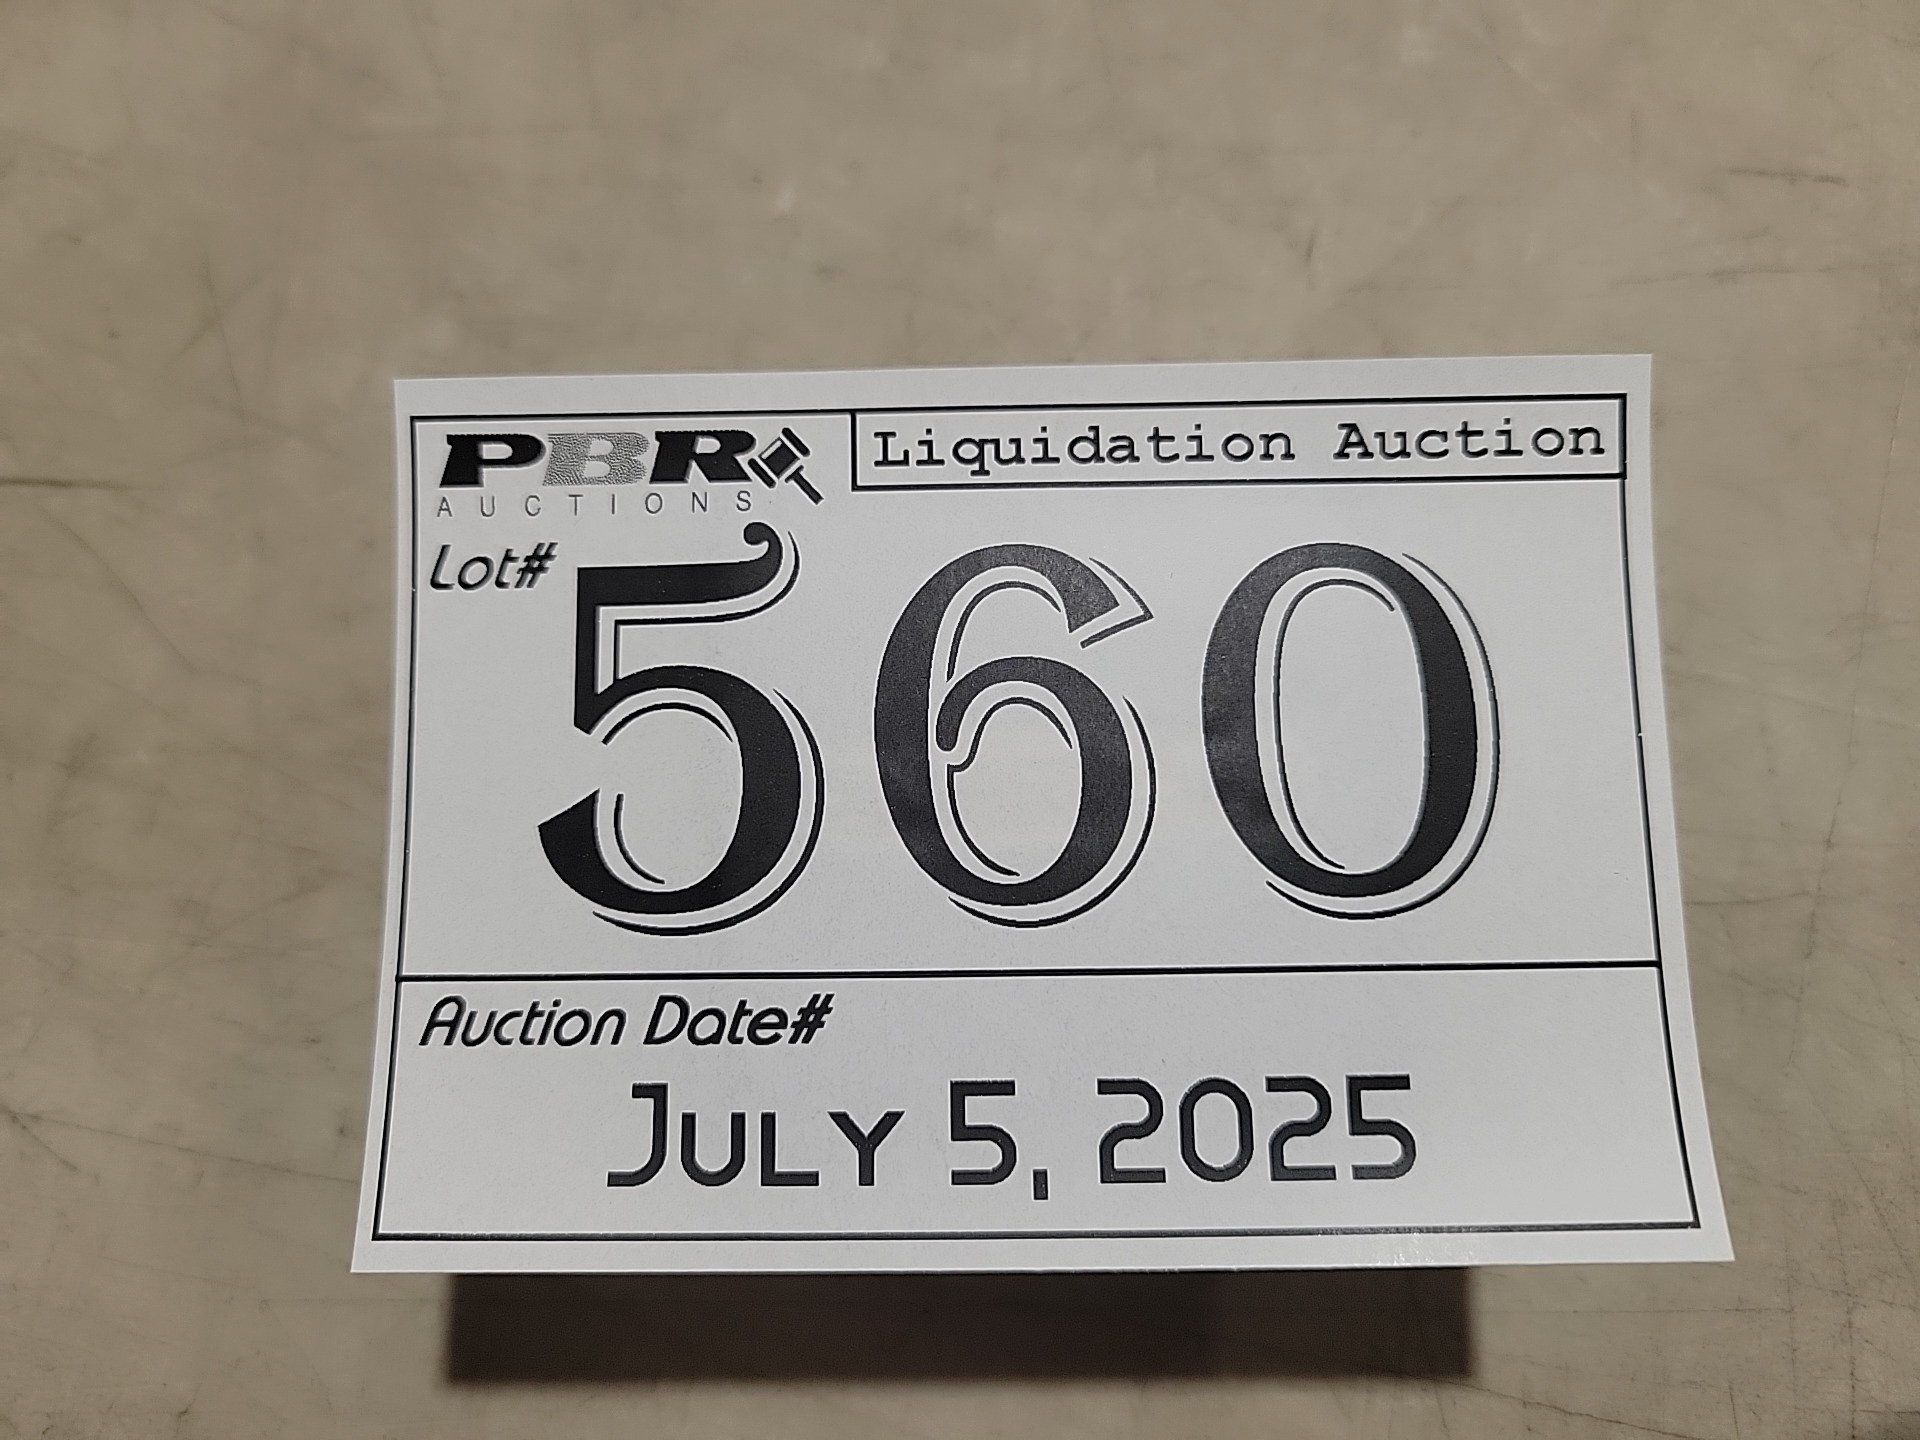 PBR
AUCTIONS
Liquidation Auction
Lot#
560
Auction Date#
July 5, 2025